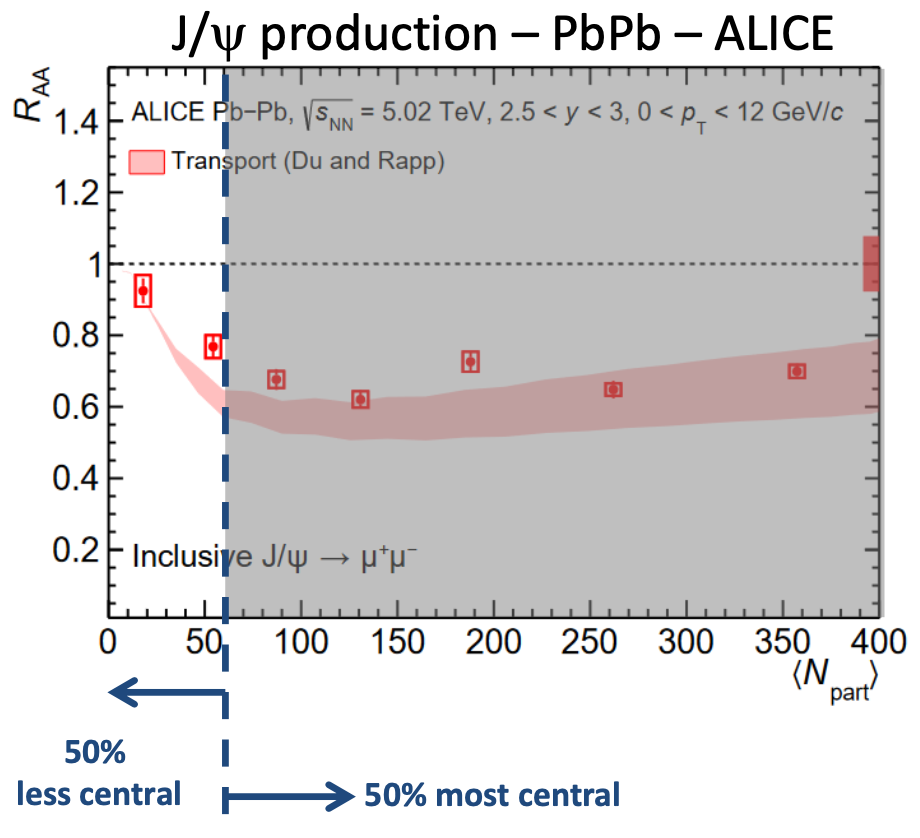 J/ψ production – PbPb – ALICE
R_AA
ALICE Pb−Pb, √s_NN = 5.02 TeV, 2.5 < y < 3, 0 < p_T < 12 GeV/c
Transport (Du and Rapp)
1.4
1.2
1
0.8
0.6
0.4
0.2
Inclusive J/ψ → μ⁺μ⁻
0 50 100 150 200 250 300 350 400
⟨N_part⟩
50%
less central
50% most central